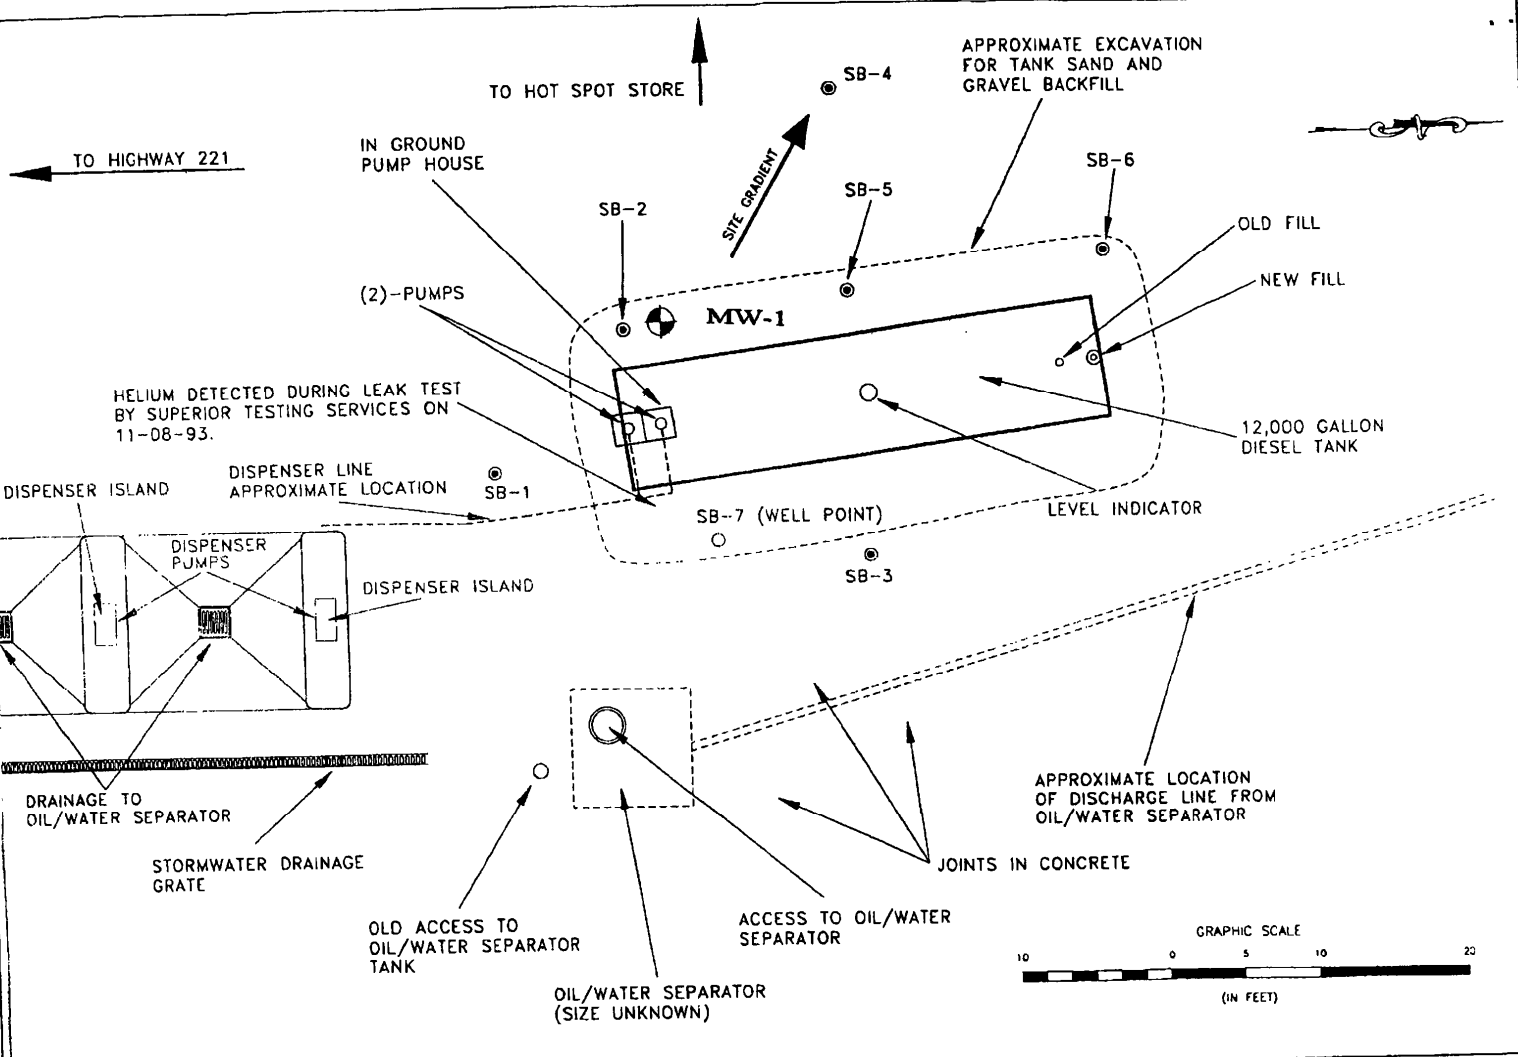 APPROXIMATE EXCAVATION
FOR TANK SAND AND
GRAVEL BACKFILL
SB-4
TO HOT SPOT STORE
IN GROUND
PUMP HOUSE
TO HIGHWAY 221
SITE GRADIENT
SB-6
SB-5
SB-2
OLD FILL
NEW FILL
(2)-PUMPS
MW-1
HELIUM DETECTED DURING LEAK TEST
BY SUPERIOR TESTING SERVICES ON
11-08-93.
12,000 GALLON
DIESEL TANK
DISPENSER LINE
APPROXIMATE LOCATION
DISPENSER ISLAND
SB-1
LEVEL INDICATOR
SB-7 (WELL POINT)
DISPENSER
PUMPS
SB-3
DISPENSER ISLAND
DRAINAGE TO
OIL/WATER SEPARATOR
APPROXIMATE LOCATION
OF DISCHARGE LINE FROM
OIL/WATER SEPARATOR
STORMWATER DRAINAGE
GRATE
JOINTS IN CONCRETE
OLD ACCESS TO
OIL/WATER SEPARATOR
TANK
ACCESS TO OIL/WATER
SEPARATOR
OIL/WATER SEPARATOR
(SIZE UNKNOWN)
GRAPHIC SCALE
10 0 5 10 20
(IN FEET)